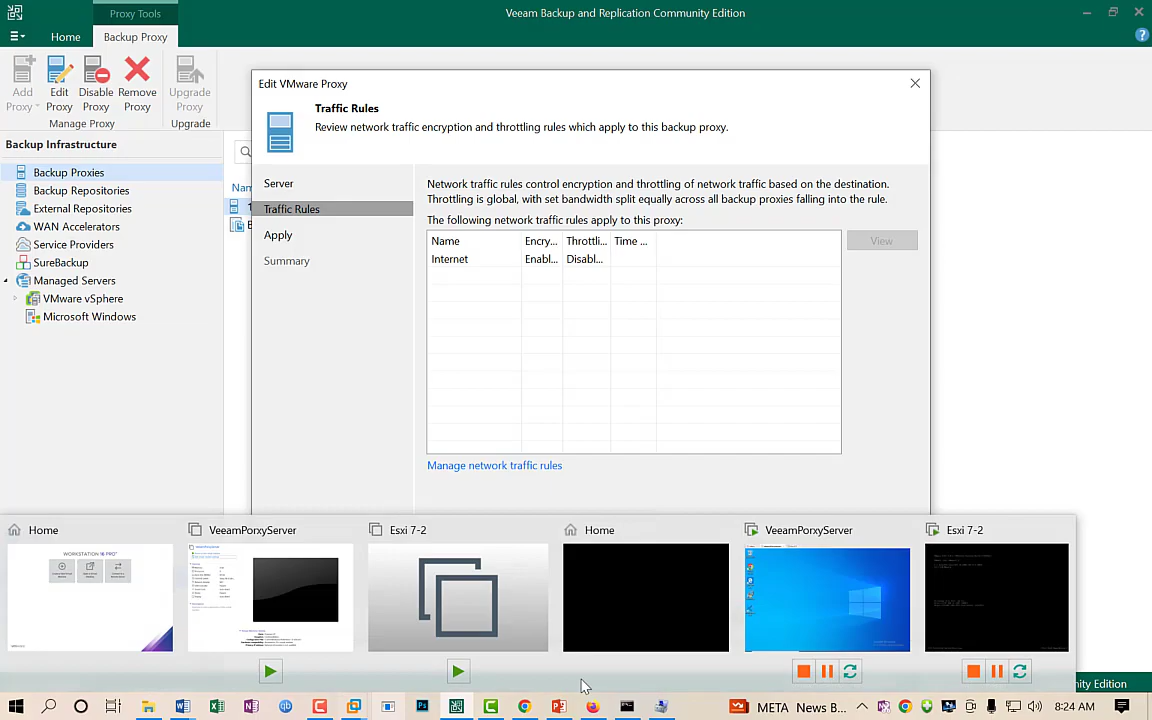 Proxy Tools
Veeam Backup and Replication Community Edition
Home
Backup Proxy
Add Proxy
Edit Proxy
Disable Proxy
Remove Proxy
Upgrade Proxy
Manage Proxy
Upgrade
Backup Infrastructure
Backup Proxies
Backup Repositories
External Repositories
WAN Accelerators
Service Providers
SureBackup
Managed Servers
VMware vSphere
Microsoft Windows
Edit VMware Proxy
Traffic Rules
Review network traffic encryption and throttling rules which apply to this backup proxy.
Server
Traffic Rules
Apply
Summary
Network traffic rules control encryption and throttling of network traffic based on the destination.
Throttling is global, with set bandwidth split equally across all backup proxies falling into the rule.
The following network traffic rules apply to this proxy:
Name Encry... Throttli... Time ...
Internet Enabl... Disabl...
View
Manage network traffic rules
Home
VeeamPorxyServer
Esxi 7-2
Home
VeeamPorxyServer
Esxi 7-2
WORKSTATION 16 PRO
META News B...
8:24 AM